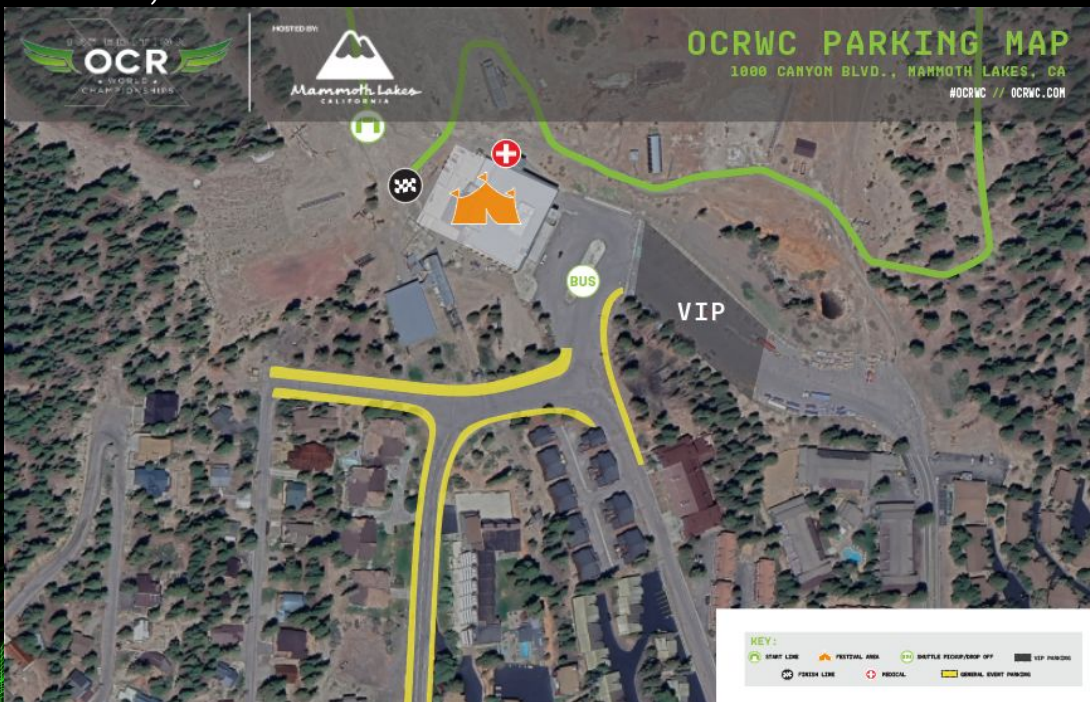 OCR
WORLD
CHAMPIONSHIPS
HOSTED BY:
Mammoth Lakes
CALIFORNIA
OCRWC PARKING MAP
1000 CANYON BLVD., MAMMOTH LAKES, CA
#OCRWC // OCRWC.COM
BUS
VIP
KEY:
START LINE
FESTIVAL AREA
BUS
SHUTTLE PICKUP/DROP OFF
VIP PARKING
FINISH LINE
MEDICAL
GENERAL EVENT PARKING